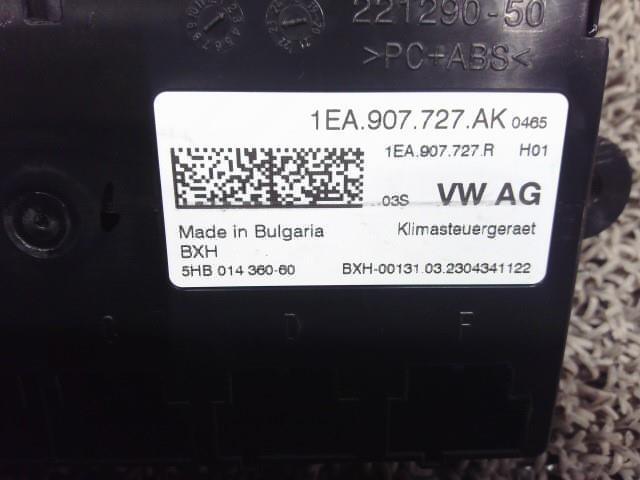 221290-50
>PC+ABS<
1EA.907.727.AK 0465
1EA.907.727.R H01
03S VW AG
Made in Bulgaria Klimasteuergeraet
BXH
5HB 014 360-60 BXH-00131.03.2304341122
C D F